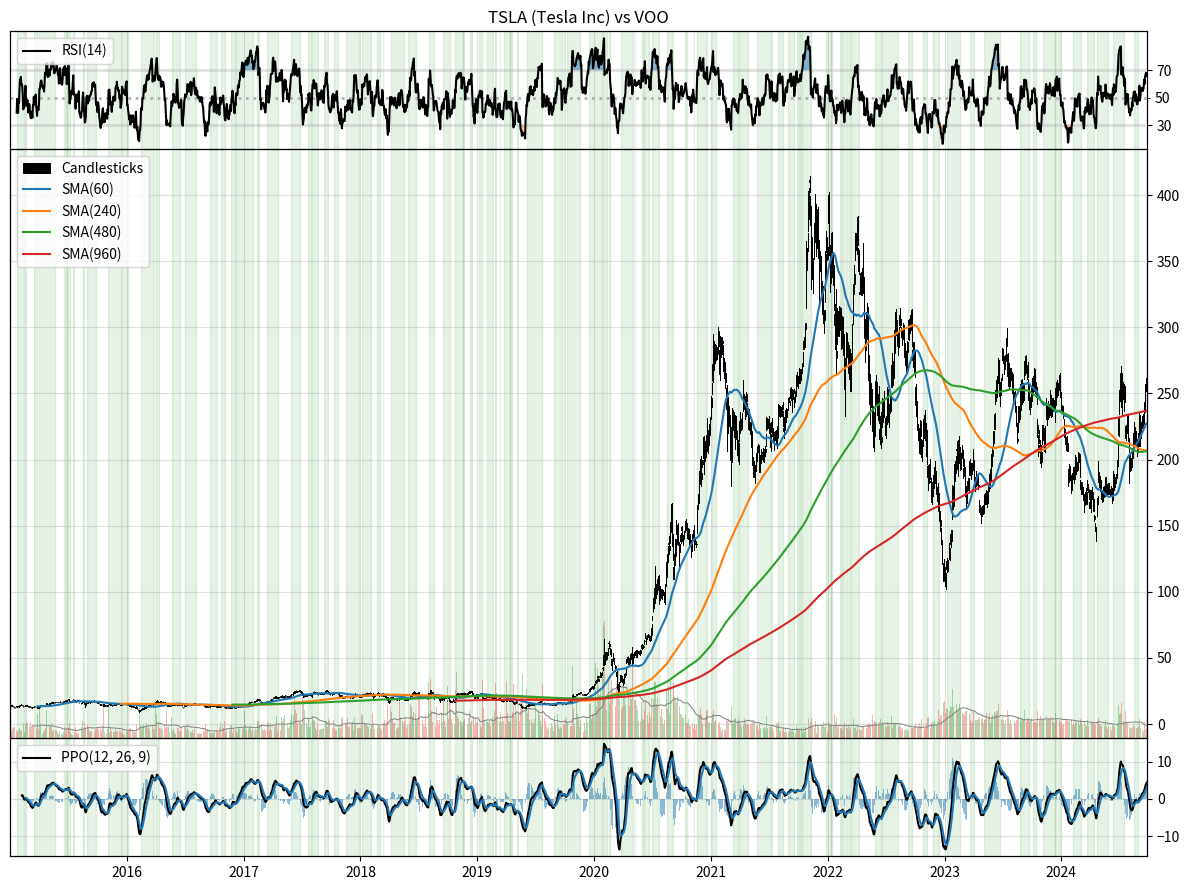 TSLA (Tesla Inc) vs VOO
RSI(14)
70
50
30
Candlesticks
SMA(60)
SMA(240)
SMA(480)
SMA(960)
400
350
300
250
200
150
100
50
0
PPO(12, 26, 9)
10
0
−10
2016 2017 2018 2019 2020 2021 2022 2023 2024